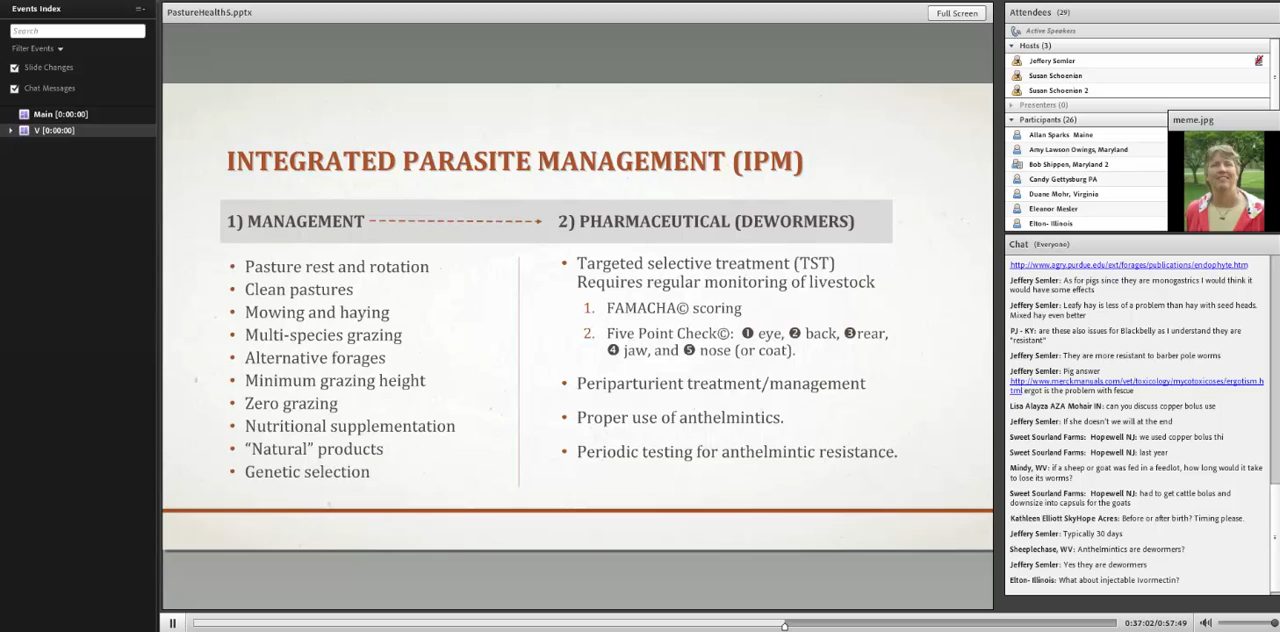 Events Index
Search
Filter Events
Slide Changes
Chat Messages
Main [0:00:00]
V [0:00:00]
PastureHealth5.pptx
Full Screen
INTEGRATED PARASITE MANAGEMENT (IPM)
1) MANAGEMENT
• Pasture rest and rotation
• Clean pastures
• Mowing and haying
• Multi-species grazing
• Alternative forages
• Minimum grazing height
• Zero grazing
• Nutritional supplementation
• “Natural” products
• Genetic selection
2) PHARMACEUTICAL (DEWORMERS)
• Targeted selective treatment (TST)
Requires regular monitoring of livestock
1. FAMACHA© scoring
2. Five Point Check©: ❶ eye, ❷ back, ❸rear,
❹ jaw, and ❺ nose (or coat).
• Periparturient treatment/management
• Proper use of anthelmintics.
• Periodic testing for anthelmintic resistance.
0:37:02/0:57:49
Attendees (29)
Active Speakers
Hosts (3)
Jeffery Semler
Susan Schoenian
Susan Schoenian 2
Presenters (0)
Participants (26)
Allan Sparks Maine
Amy Lawson Owings, Maryland
Bob Shippen, Maryland 2
Candy Gettysburg PA
Duane Mohr, Virginia
Eleanor Mesler
Elton- Illinois
meme.jpg
Chat (Everyone)
http://www.agry.purdue.edu/ext/forages/publications/endophyte.htm
Jeffery Semler: As for pigs since they are monogastrics I would think it
would have some effects
Jeffery Semler: Leafy hay is less of a problem than hay with seed heads.
Mixed hay even better
PJ - KY: are these also issues for Blackbelly as I understand they are
"resistant"
Jeffery Semler: They are more resistant to barber pole worms
Jeffery Semler: Pig answer
http://www.merckmanuals.com/vet/toxicology/mycotoxicoses/ergotism.h
tml ergot is the problem with fescue
Lisa Alayza AZA Mohair IN: can you discuss copper bolus use
Jeffery Semler: If she doesn't we will at the end
Sweet Sourland Farms: Hopewell NJ: we used copper bolus thi
Sweet Sourland Farms: Hopewell NJ: last year
Mindy, WV: if a sheep or goat was fed in a feedlot, how long would it take
to lose its worms?
Sweet Sourland Farms: Hopewell NJ: had to get cattle bolus and
downsize into capsuls for the goats
Kathleen Elliott SkyHope Acres: Before or after birth? Timing please.
Jeffery Semler: Typically 30 days
Sheeplechase, WV: Anthelmintics are dewormers?
Jeffery Semler: Yes they are dewormers
Elton- Illinois: What about injectable Ivormectin?